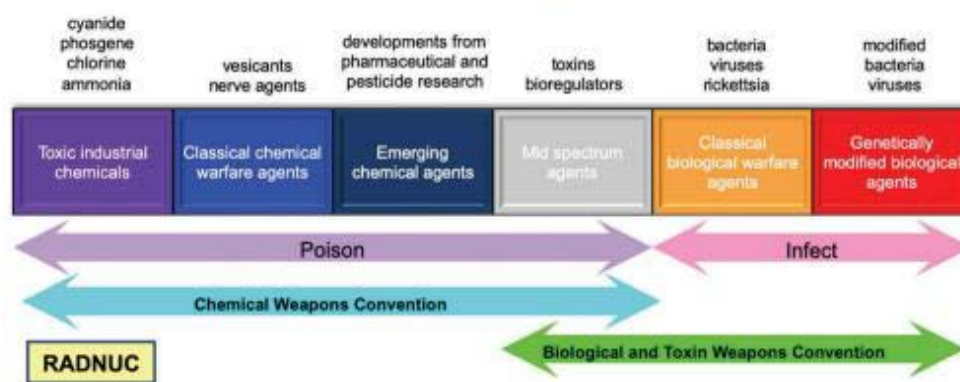 cyanide
phosgene
chlorine
ammonia
vesicants
nerve agents
developments from
pharmaceutical and
pesticide research
toxins
bioregulators
bacteria
viruses
rickettsia
modified
bacteria
viruses
Toxic industrial
chemicals
Classical chemical
warfare agents
Emerging
chemical agents
Mid spectrum
agents
Classical
biological warfare
agents
Genetically
modified biological
agents
Poison
Infect
Chemical Weapons Convention
Biological and Toxin Weapons Convention
RADNUC